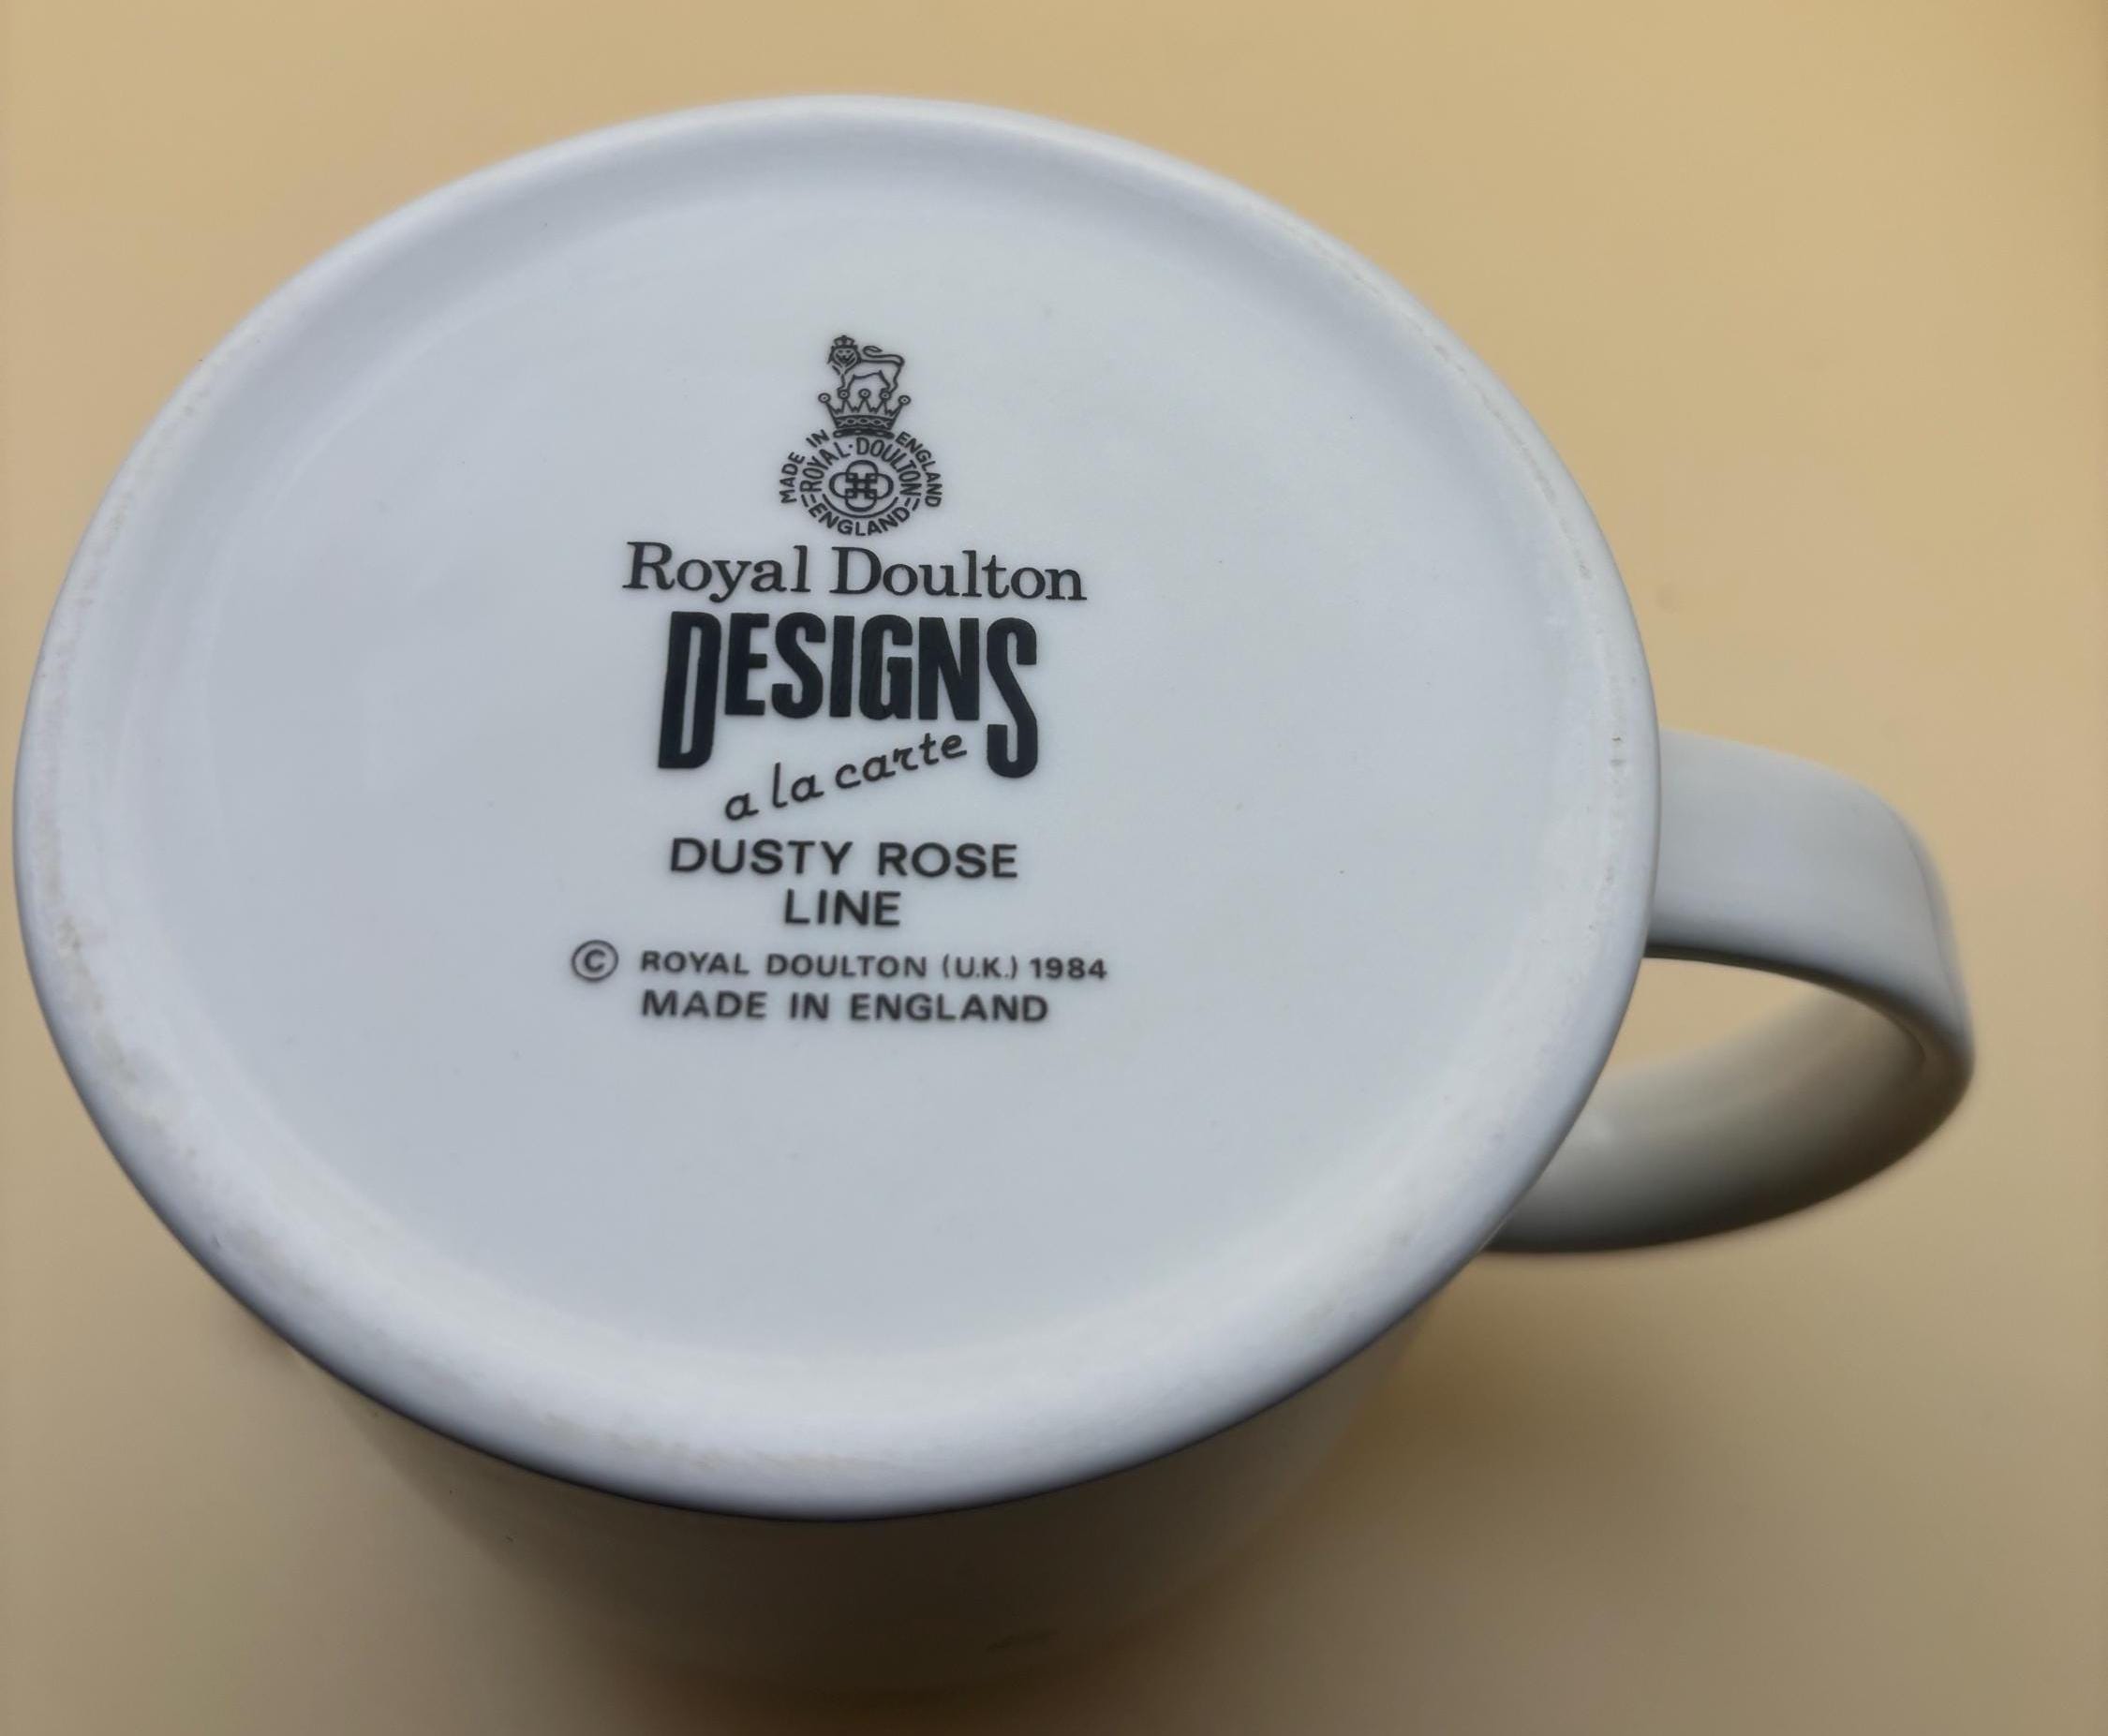 MADE IN ENGLAND
ROYAL·DOULTON
ENGLAND
Royal Doulton
DESIGNS
a la carte
DUSTY ROSE
LINE
© ROYAL DOULTON (U.K.) 1984
MADE IN ENGLAND